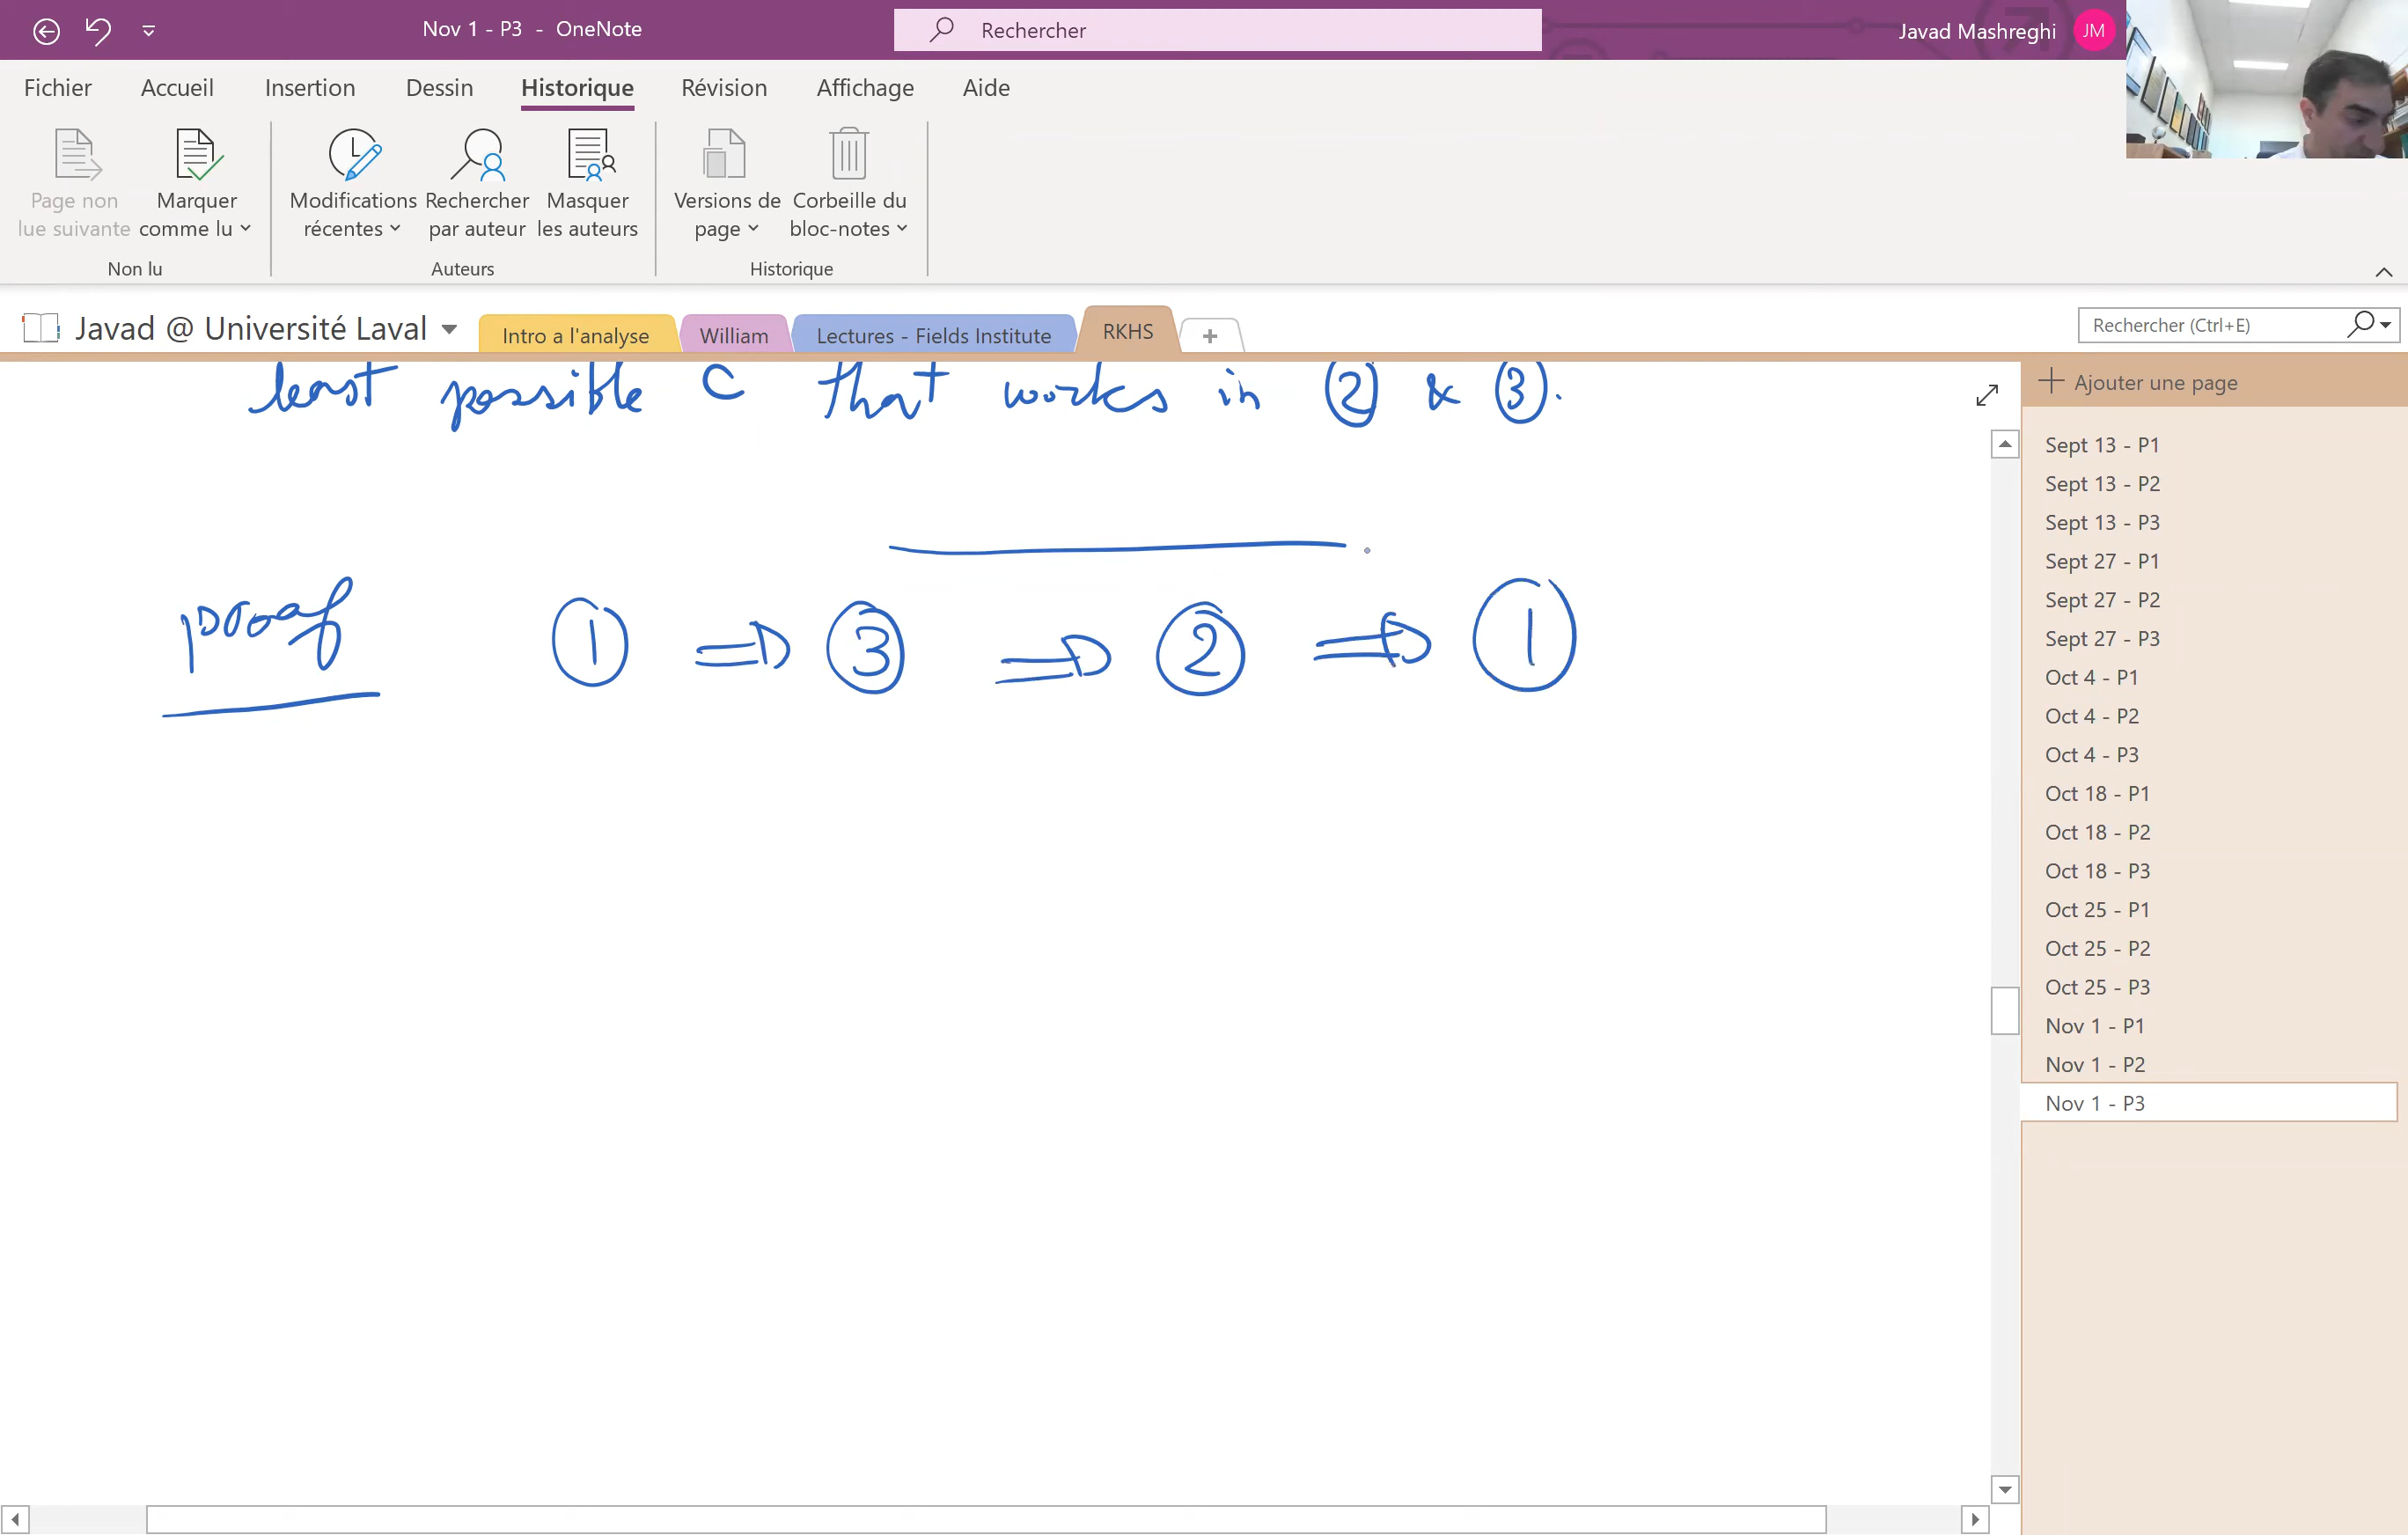 Nov 1 - P3 - OneNote
Rechercher
Javad Mashreghi
JM
Fichier Accueil Insertion Dessin Historique Révision Affichage Aide
Page non lue suivante
Marquer comme lu
Modifications récentes
Rechercher par auteur
Masquer les auteurs
Versions de page
Corbeille du bloc-notes
Non lu
Auteurs
Historique
Javad @ Université Laval
Intro a l'analyse
William
Lectures - Fields Institute
RKHS
+
Rechercher (Ctrl+E)
least possible C that works in ② & ③.
proof ① ⇒ ③ ⇒ ② ⇒ ①
Ajouter une page
Sept 13 - P1
Sept 13 - P2
Sept 13 - P3
Sept 27 - P1
Sept 27 - P2
Sept 27 - P3
Oct 4 - P1
Oct 4 - P2
Oct 4 - P3
Oct 18 - P1
Oct 18 - P2
Oct 18 - P3
Oct 25 - P1
Oct 25 - P2
Oct 25 - P3
Nov 1 - P1
Nov 1 - P2
Nov 1 - P3